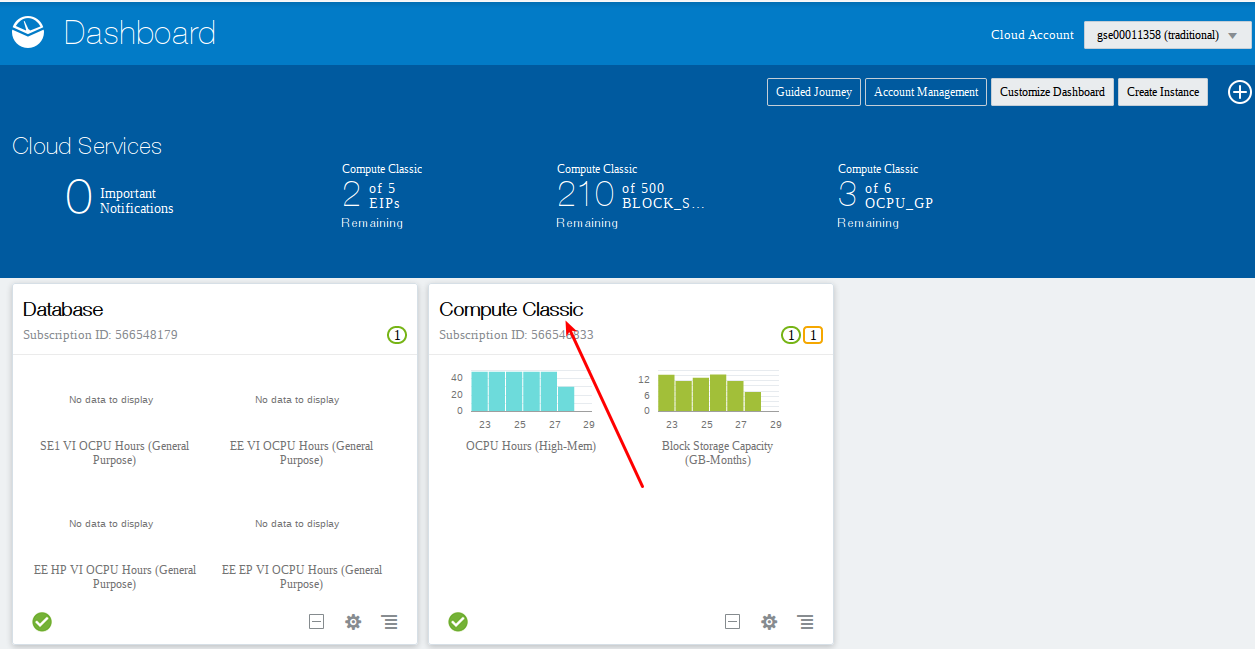 Dashboard
Cloud Account
gse00011358 (traditional)
Guided Journey
Account Management
Customize Dashboard
Create Instance
Cloud Services
0
Important
Notifications
Compute Classic
2 of 5
EIPs
Remaining
Compute Classic
210 of 500
BLOCK_S...
Remaining
Compute Classic
3 of 6
OCPU_GP
Remaining
Database
Subscription ID: 566548179
1
No data to display
SE1 VI OCPU Hours (General
Purpose)
No data to display
EE VI OCPU Hours (General
Purpose)
No data to display
EE HP VI OCPU Hours (General
Purpose)
No data to display
EE EP VI OCPU Hours (General
Purpose)
Compute Classic
Subscription ID: 566546833
1
1
40
20
0
23 25 27 29
OCPU Hours (High-Mem)
12
6
0
23 25 27 29
Block Storage Capacity
(GB-Months)